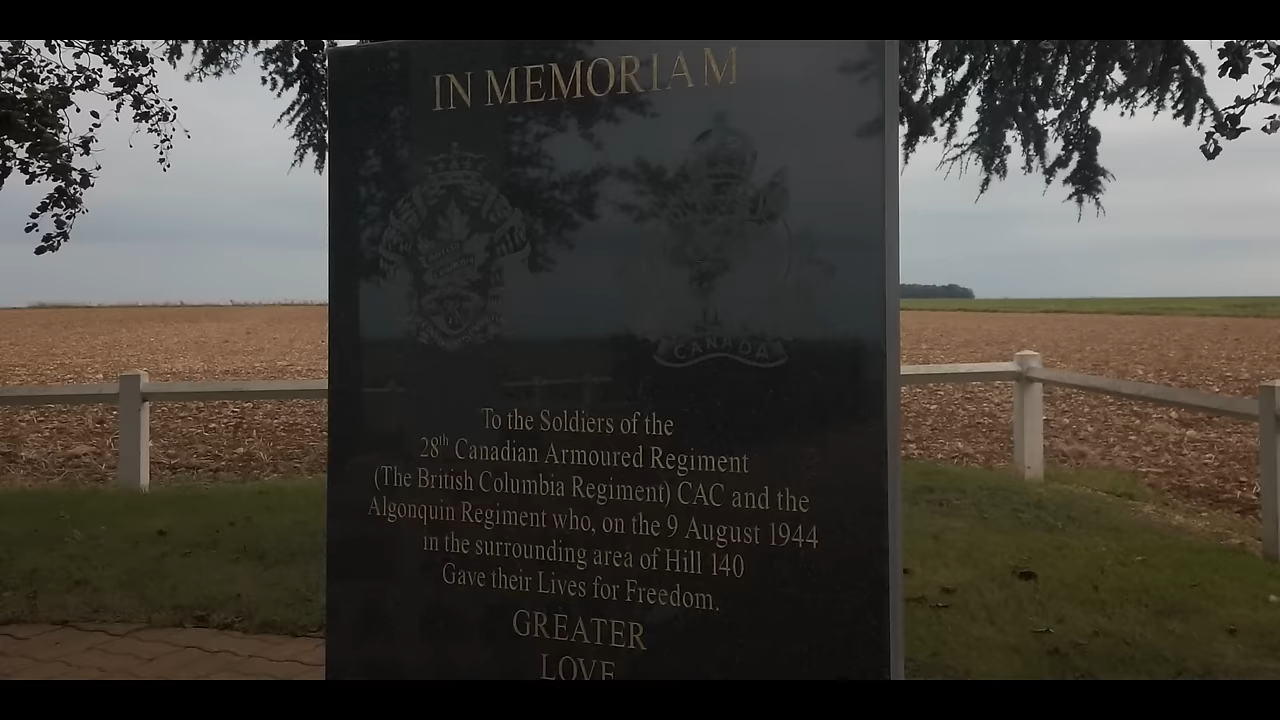 IN MEMORIAM
CANADA
To the Soldiers of the
28th Canadian Armoured Regiment
(The British Columbia Regiment) CAC and the
Algonquin Regiment who, on the 9 August 1944
in the surrounding area of Hill 140
Gave their Lives for Freedom.
GREATER
LOVE